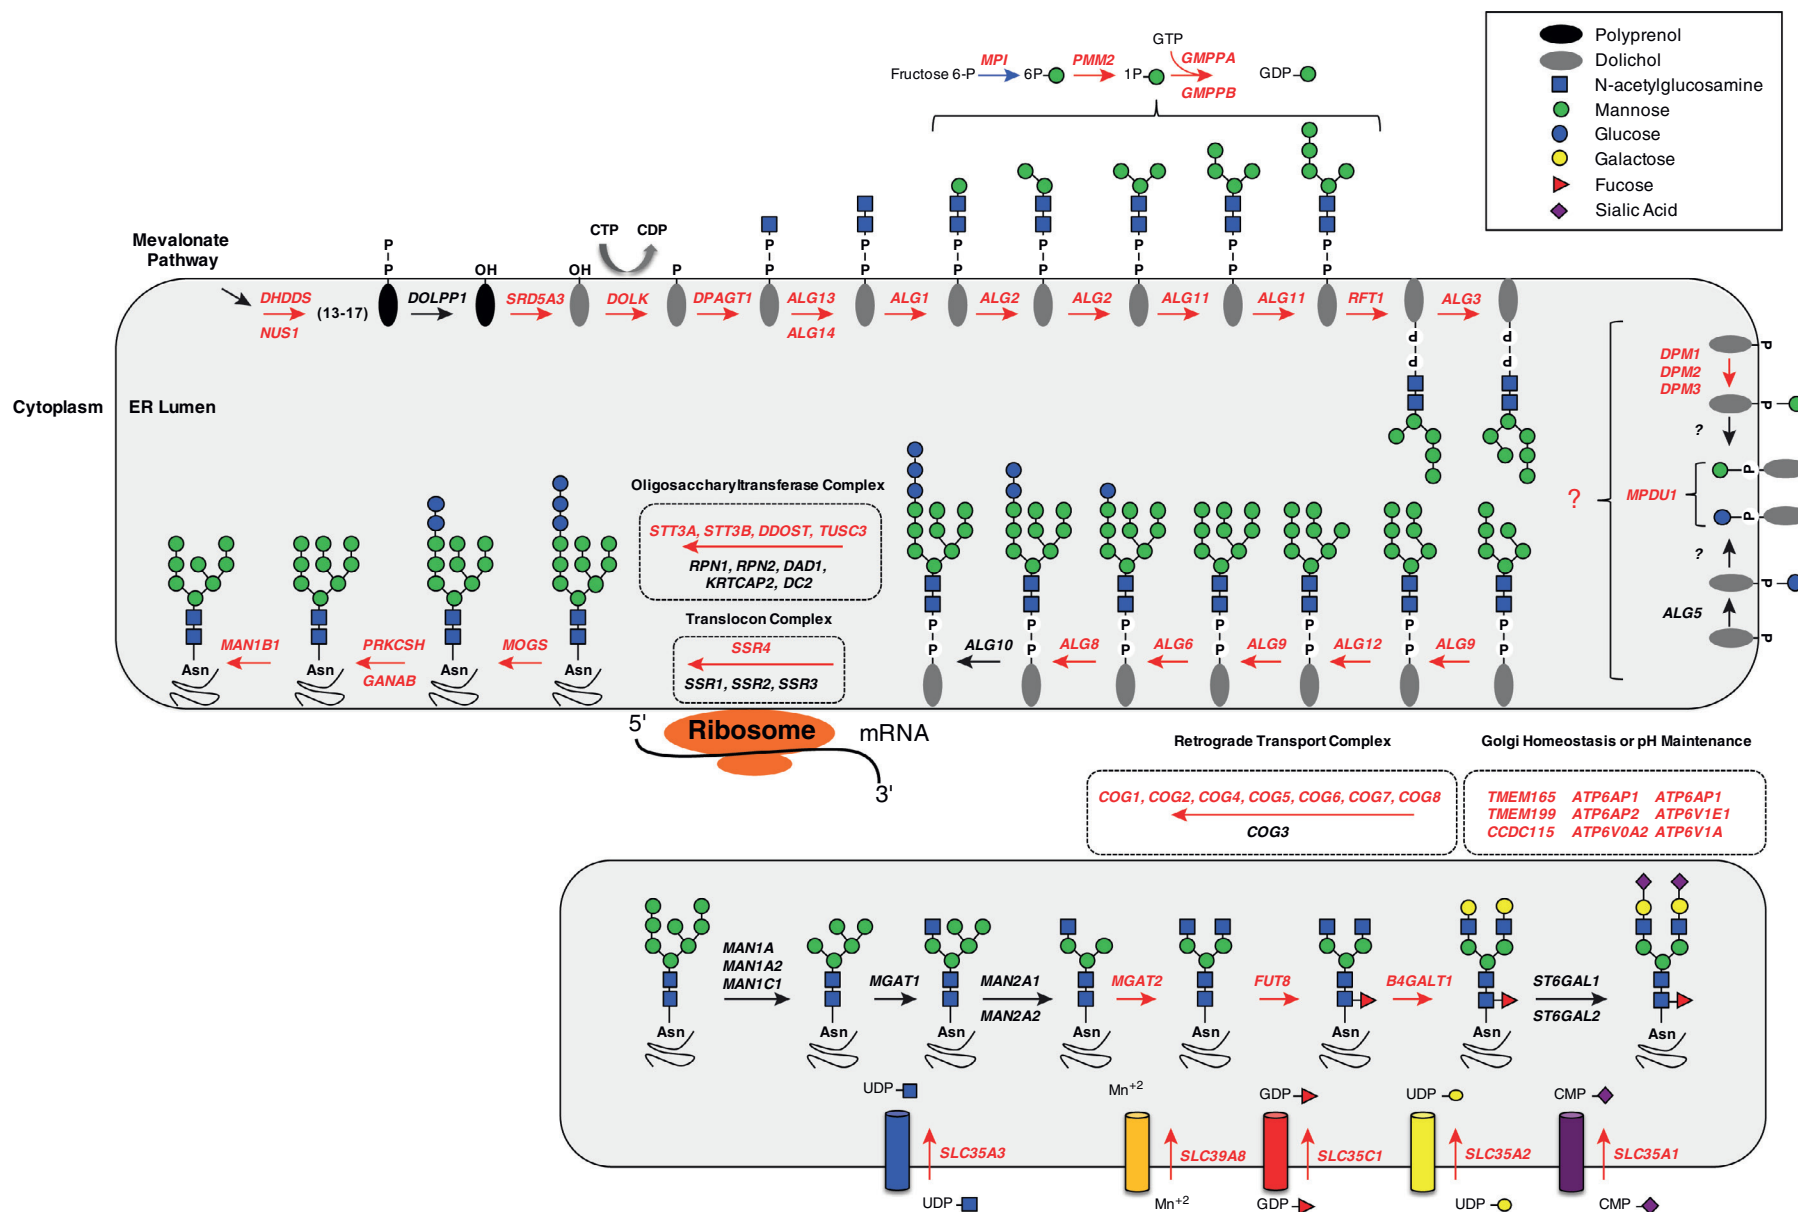 Polyprenol
Dolichol
N-acetylglucosamine
Mannose
Glucose
Galactose
Fucose
Sialic Acid
GTP
Fructose 6-P MPI 6P PMM2 1P GMPPA GDP
GMPPB
Mevalonate
Pathway
CTP CDP
P P P P P P P P
P OH OH P P P P P P P P
DHDDS (13-17) DOLPP1 SRD5A3 DOLK DPAGT1 ALG13 ALG1 ALG2 ALG2 ALG11 ALG11 RFT1 ALG3
NUS1 ALG14
P P
P P
Cytoplasm ER Lumen
DPM1 P
DPM2
DPM3 P
?
MPDU1 P
P
?
?
P
ALG5
P
Oligosaccharyltransferase Complex
STT3A, STT3B, DDOST, TUSC3
RPN1, RPN2, DAD1,
KRTCAP2, DC2
Translocon Complex
SSR4
SSR1, SSR2, SSR3
P P P P P P P
P P P P P P P
MAN1B1 PRKCSH MOGS ALG10 ALG8 ALG6 ALG9 ALG12 ALG9
Asn Asn Asn Asn
GANAB
5' Ribosome mRNA
3'
Retrograde Transport Complex
COG1, COG2, COG4, COG5, COG6, COG7, COG8
COG3
Golgi Homeostasis or pH Maintenance
TMEM165 ATP6AP1 ATP6AP1
TMEM199 ATP6AP2 ATP6V1E1
CCDC115 ATP6V0A2 ATP6V1A
MAN1A
MAN1A2
MAN1C1 MGAT1 MAN2A1 MGAT2 FUT8 B4GALT1 ST6GAL1
MAN2A2 ST6GAL2
Asn Asn Asn Asn Asn Asn Asn Asn
UDP Mn+2 GDP UDP CMP
SLC35A3 SLC39A8 SLC35C1 SLC35A2 SLC35A1
UDP Mn+2 GDP UDP CMP